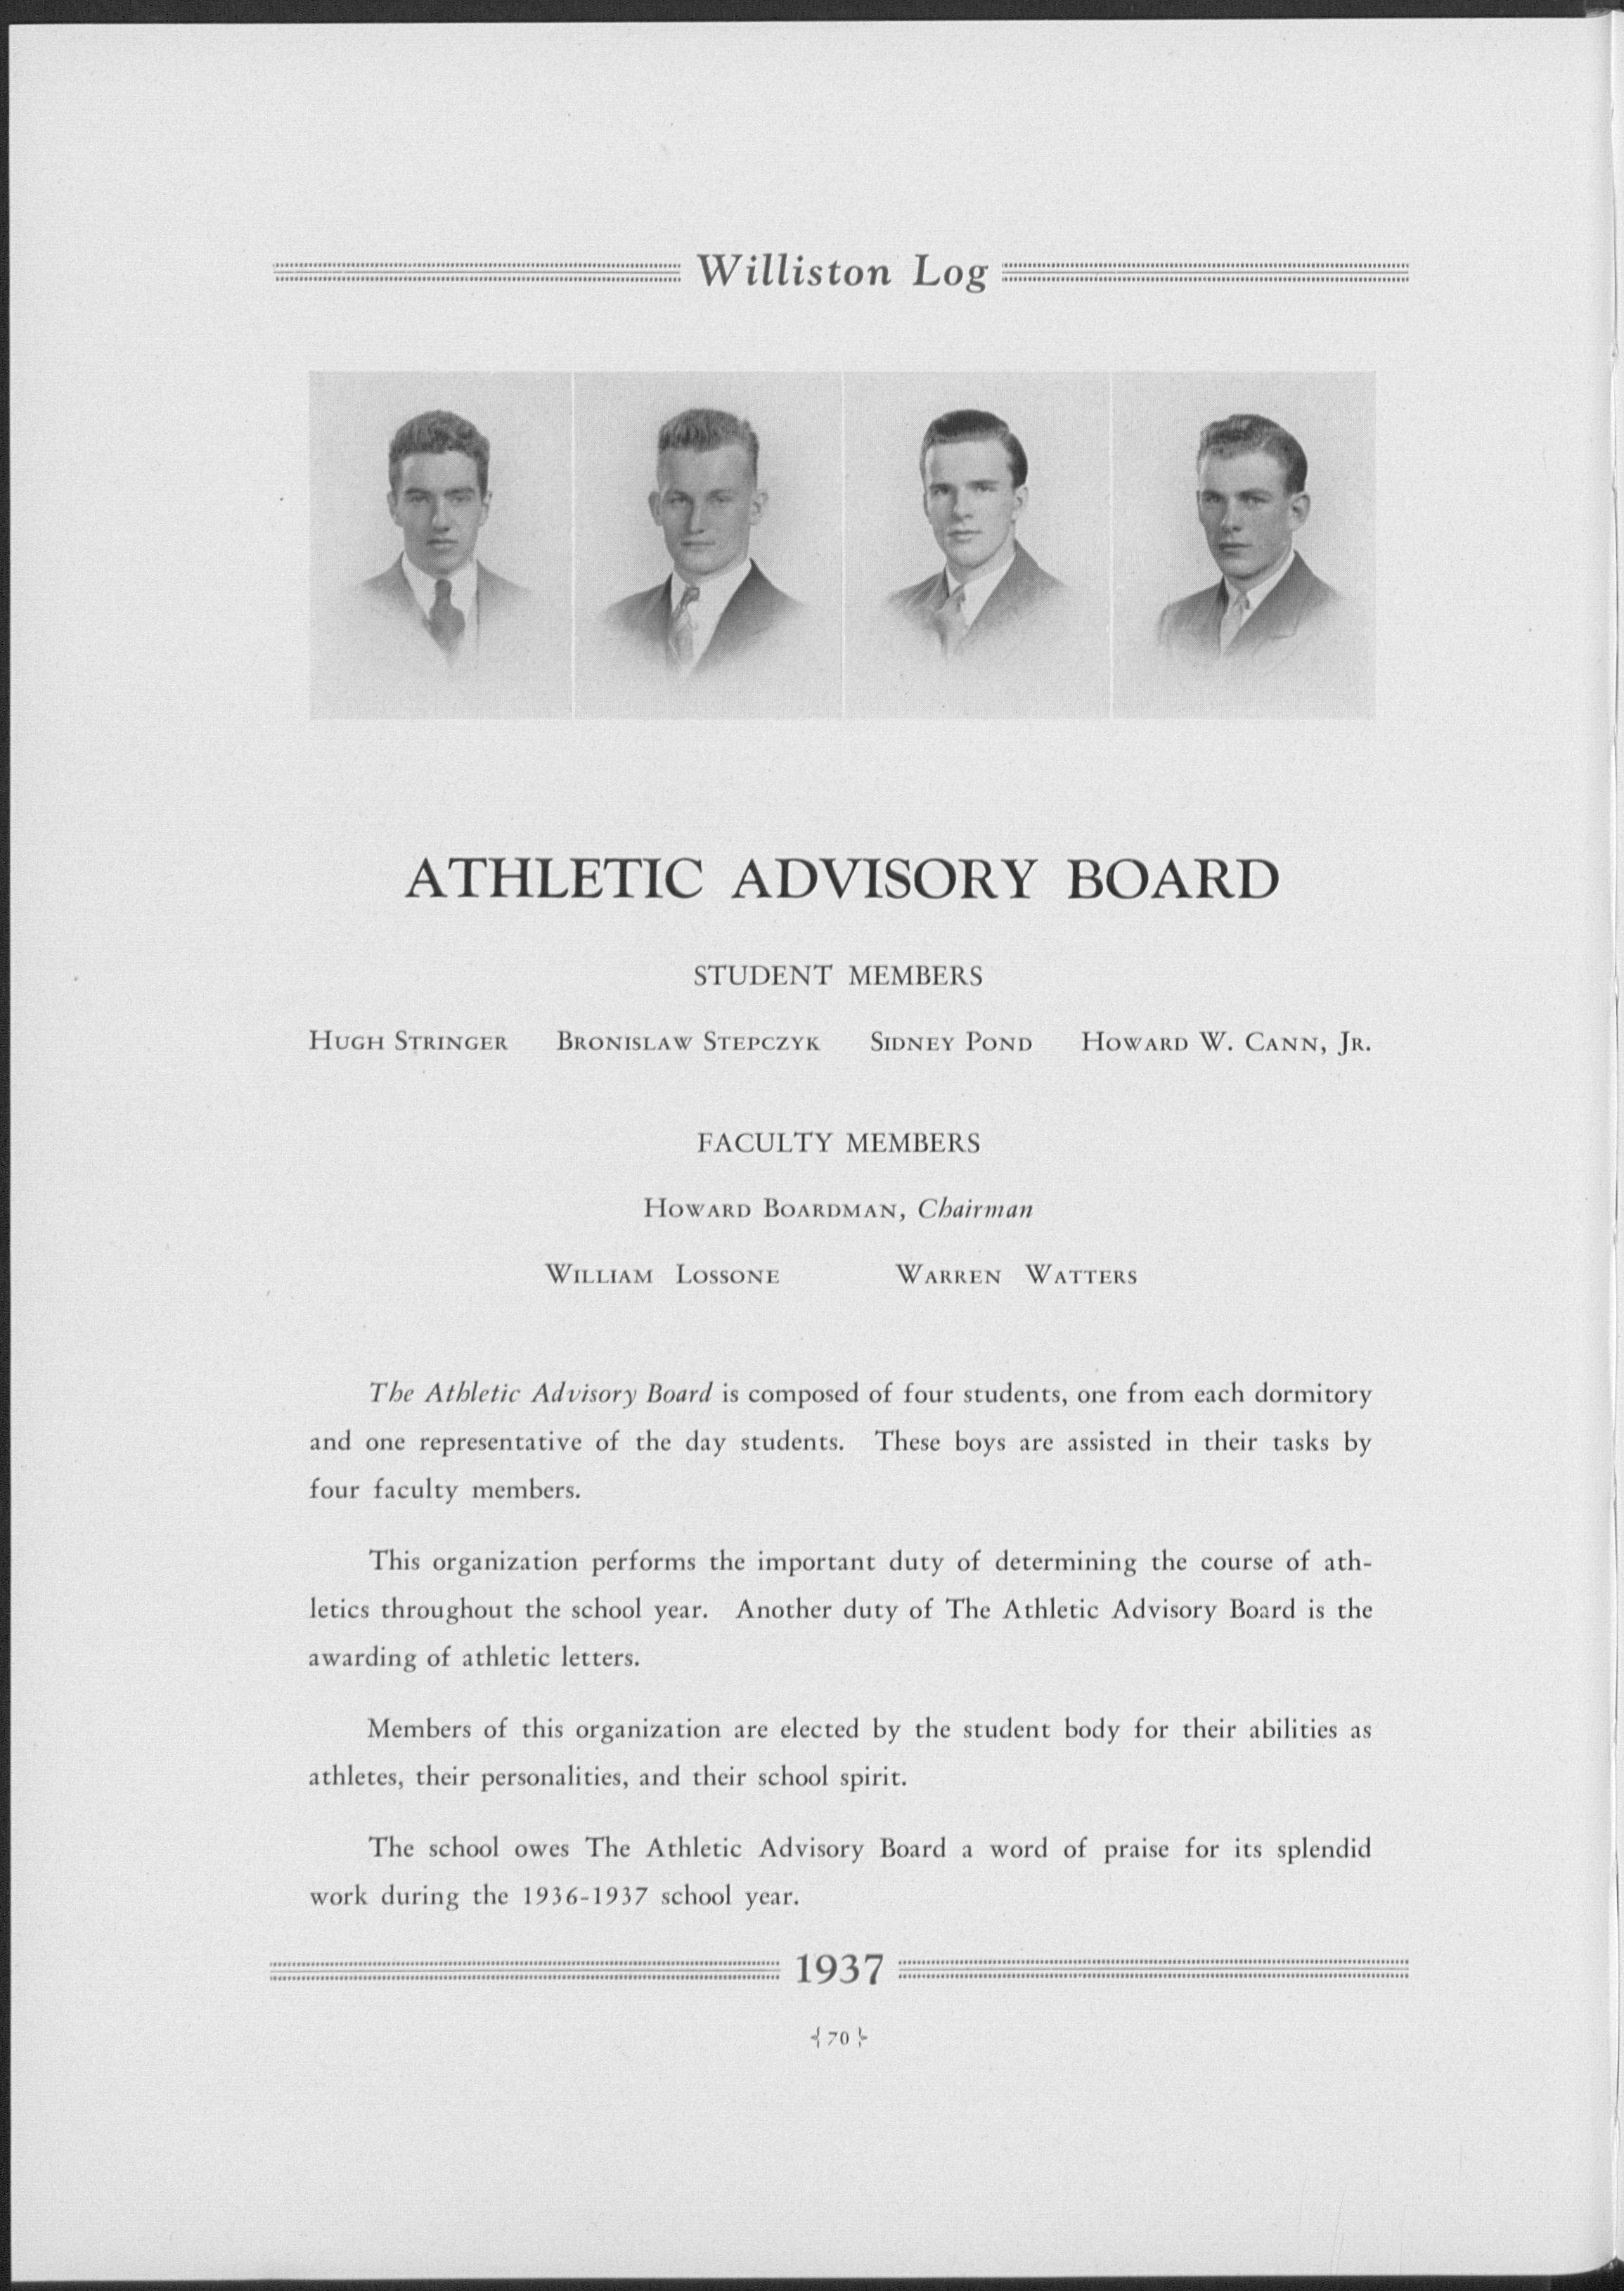 Williston Log
ATHLETIC ADVISORY BOARD
STUDENT MEMBERS
HUGH STRINGER BRONISLAW STEPCZYK SIDNEY POND HOWARD W. CANN, JR.
FACULTY MEMBERS
HOWARD BOARDMAN, Chairman
WILLIAM LOSSONE WARREN WATTERS
The Athletic Advisory Board is composed of four students, one from each dormitory
and one representative of the day students. These boys are assisted in their tasks by
four faculty members.
This organization performs the important duty of determining the course of ath-
letics throughout the school year. Another duty of The Athletic Advisory Board is the
awarding of athletic letters.
Members of this organization are elected by the student body for their abilities as
athletes, their personalities, and their school spirit.
The school owes The Athletic Advisory Board a word of praise for its splendid
work during the 1936-1937 school year.
1937
{70}